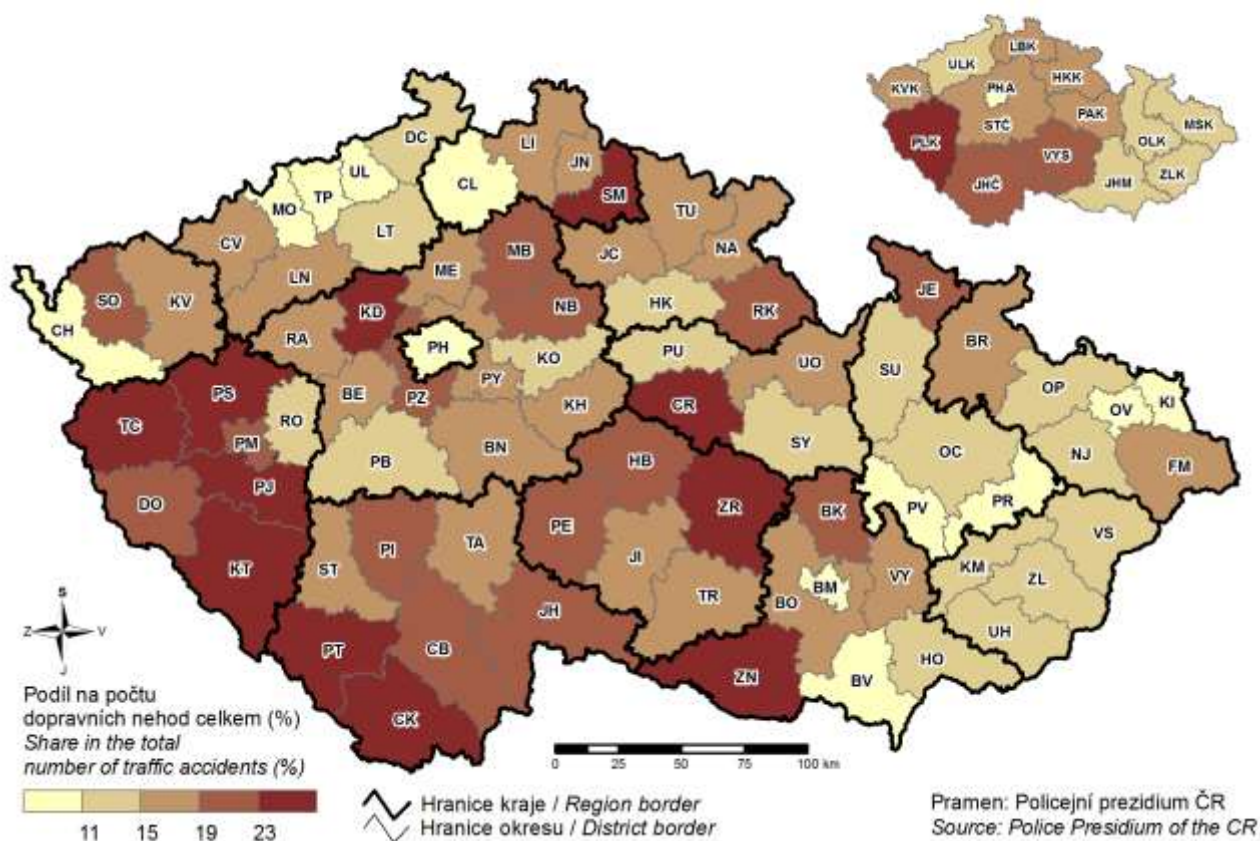 LBK
ULK
HKK
KVK
PHA
PAK
STČ
MSK
OLK
PLK
VYS
ZLK
JHČ
JHM
DC
LI
JN
UL
CL
SM
TP
MO
TU
LT
CV
MB
JC
NA
ME
LN
SO
KV
JE
KD
NB
HK
RK
CH
RA
PH
BR
KO
PU
UO
SU
OP
PS
BE
PZ
PY
KI
OV
TC
RO
KH
CR
PM
BN
SY
OC
NJ
PB
HB
FM
PJ
DO
ZR
PR
PE
BK
PV
PI
TA
VS
JI
KT
ST
KM
VY
ZL
BM
TR
BO
JH
UH
PT
CB
HO
ZN
BV
CK
S
Z V
J
Podíl na počtu
dopravních nehod celkem (%)
Share in the total
number of traffic accidents (%)
11 15 19 23
0 25 50 75 100 km
Hranice kraje / Region border
Hranice okresu / District border
Pramen: Policejní prezidium ČR
Source: Police Presidium of the CR